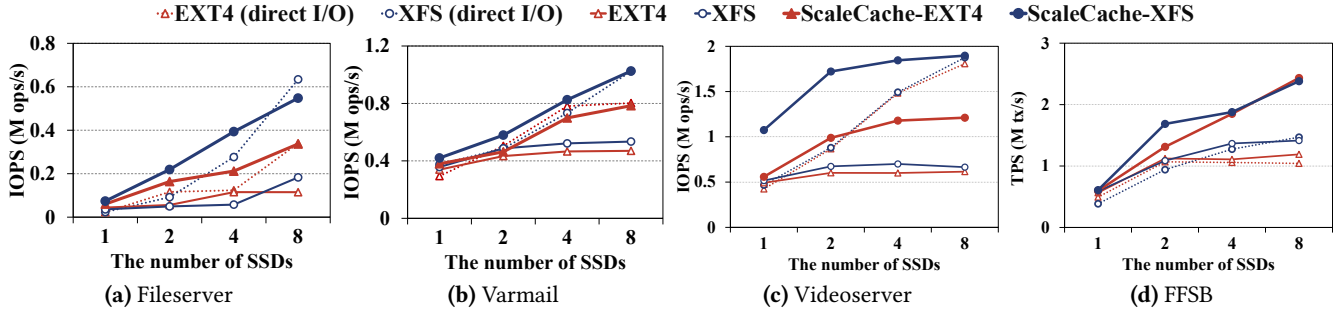 EXT4 (direct I/O) XFS (direct I/O) EXT4 XFS ScaleCache-EXT4 ScaleCache-XFS
IOPS (M ops/s)
0.8
0.6
0.4
0.2
0
1 2 4 8
The number of SSDs
(a) Fileserver
IOPS (M ops/s)
1.2
0.8
0.4
0
1 2 4 8
The number of SSDs
(b) Varmail
IOPS (M ops/s)
2
1.5
1
0.5
0
1 2 4 8
The number of SSDs
(c) Videoserver
TPS (M tx/s)
3
2
1
0
1 2 4 8
The number of SSDs
(d) FFSB